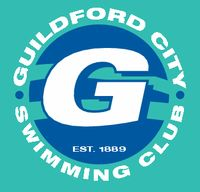 GUILDFORD CITY
G
EST. 1889
SWIMMING CLUB